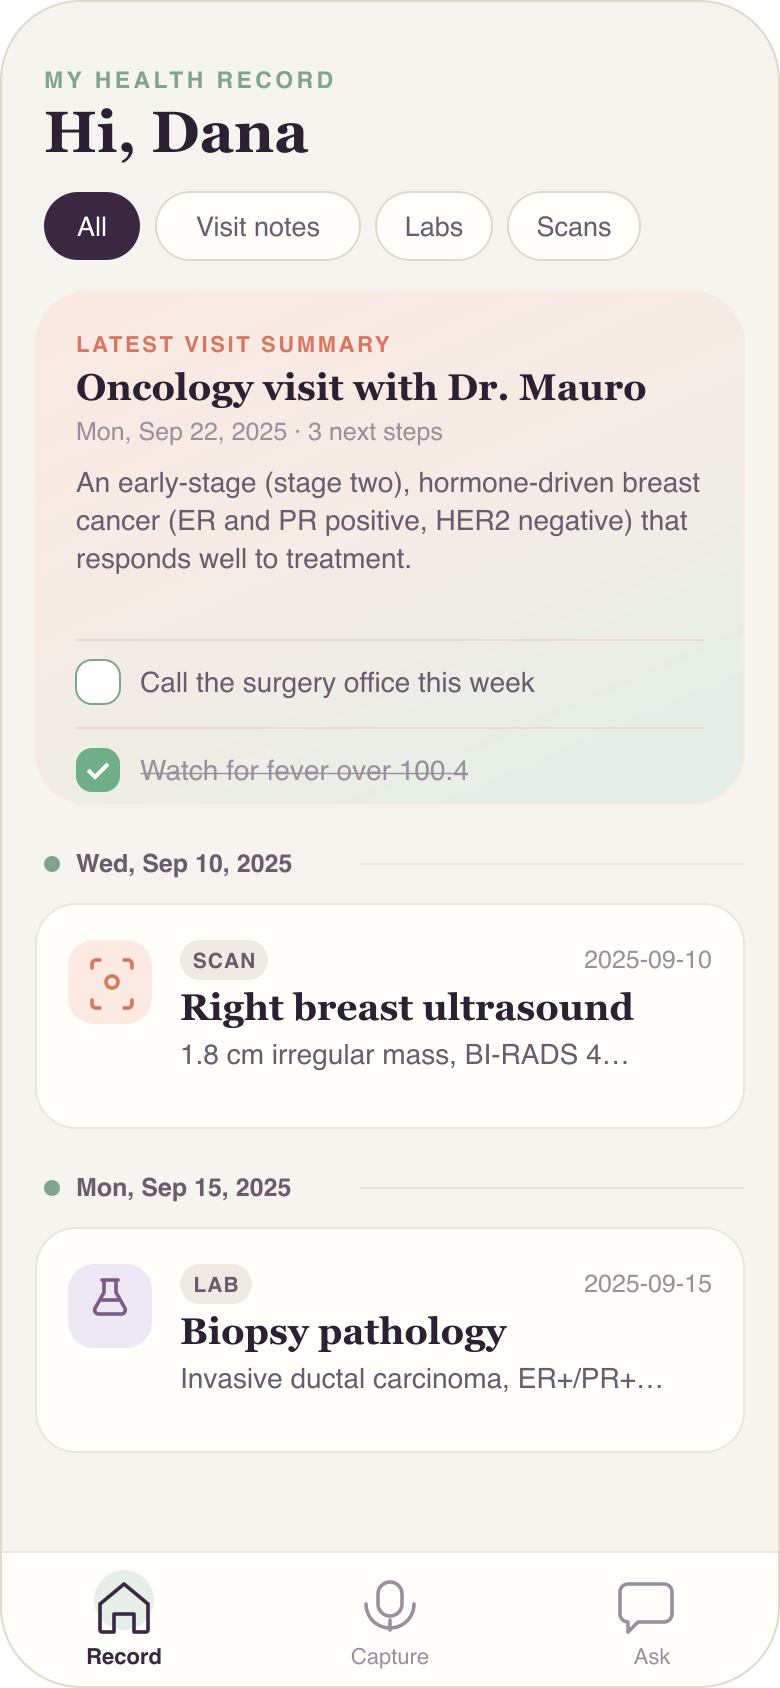 MY HEALTH RECORD
Hi, Dana
All Visit notes Labs Scans
LATEST VISIT SUMMARY
Oncology visit with Dr. Mauro
Mon, Sep 22, 2025 · 3 next steps
An early-stage (stage two), hormone-driven breast
cancer (ER and PR positive, HER2 negative) that
responds well to treatment.
Call the surgery office this week
Watch for fever over 100.4
Wed, Sep 10, 2025
SCAN 2025-09-10
Right breast ultrasound
1.8 cm irregular mass, BI-RADS 4...
Mon, Sep 15, 2025
LAB 2025-09-15
Biopsy pathology
Invasive ductal carcinoma, ER+/PR+...
Record Capture Ask